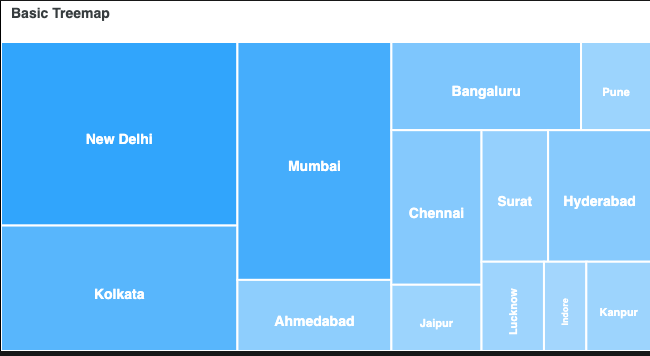 Basic Treemap
New Delhi
Kolkata
Mumbai
Ahmedabad
Bangaluru
Pune
Chennai
Surat
Hyderabad
Jaipur
Lucknow
Indore
Kanpur